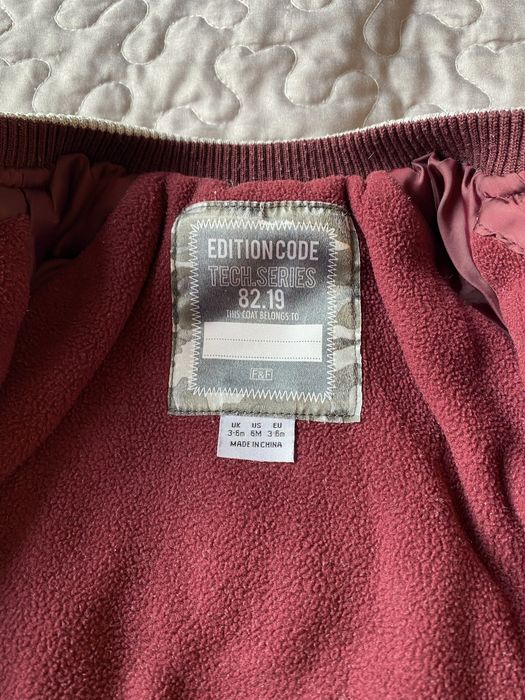 EDITION CODE
TECH.SERIES
82.19
THIS COAT BELONGS TO
F&F
UK US EU
3-6m 6M 3-6m
MADE IN CHINA